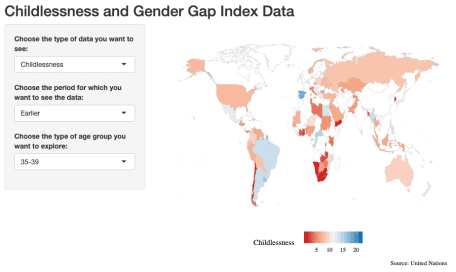 Childlessness and Gender Gap Index Data
Choose the type of data you want to
see:
Childlessness
Choose the period for which you
want to see the data:
Earlier
Choose the type of age group you
want to explore:
35-39
Childlessness
5 10 15 20
Source: United Nations